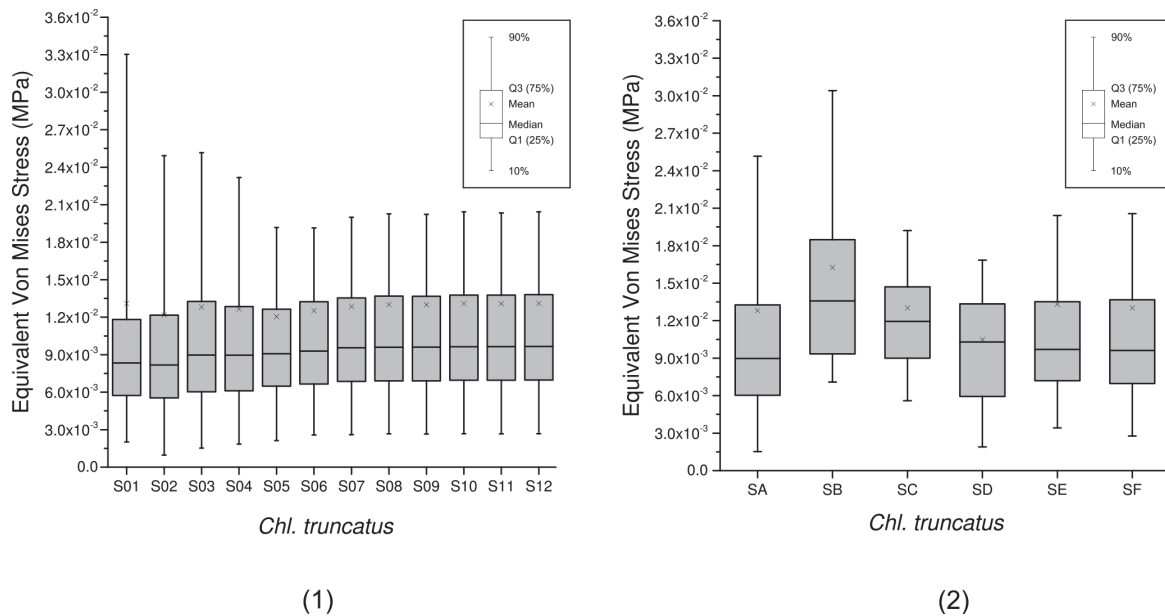 3.6x10⁻²
3.3x10⁻²
3.0x10⁻²
2.7x10⁻²
2.4x10⁻²
2.1x10⁻²
1.8x10⁻²
1.5x10⁻²
1.2x10⁻²
9.0x10⁻³
6.0x10⁻³
3.0x10⁻³
0.0
Equivalent Von Mises Stress (MPa)
90%
Q3 (75%)
Mean
Median
Q1 (25%)
10%
S01 S02 S03 S04 S05 S06 S07 S08 S09 S10 S11 S12
Chl. truncatus
(1)
3.6x10⁻²
3.3x10⁻²
3.0x10⁻²
2.7x10⁻²
2.4x10⁻²
2.1x10⁻²
1.8x10⁻²
1.5x10⁻²
1.2x10⁻²
9.0x10⁻³
6.0x10⁻³
3.0x10⁻³
0.0
Equivalent Von Mises Stress (MPa)
90%
Q3 (75%)
Mean
Median
Q1 (25%)
10%
SA SB SC SD SE SF
Chl. truncatus
(2)